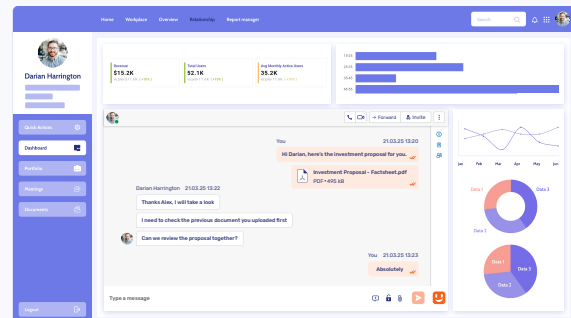 Home Workplace Overview Relationship Report manager
Search
Darian Harrington
Quick Actions
Dashboard
Portfolio
Meetings
Documents
Logout
Revenue
$15.2K
Total Users
52.1K
Avg Monthly Active Users
35.2K
Forward
Invite
You 21.03.25 13:20
Hi Darian, here's the investment proposal for you.
Investment Proposal - Factsheet.pdf
PDF • 495 kB
Darian Harrington 21.03.25 13:22
Thanks Alex, I will take a look
I need to check the previous document you uploaded first
Can we review the proposal together?
You 21.03.25 13:23
Absolutely
Type a message
Jan Feb Mar Apr May Jun
Data 1
Data 3
Data 2
Data 1
Data 3
Data 2